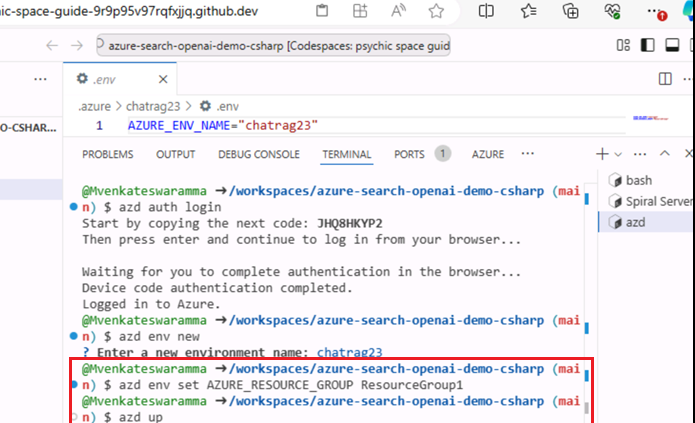 ic-space-guide-9r9p95v97rqfxjjq.github.dev
azure-search-openai-demo-csharp [Codespaces: psychic space guid
.env
.azure > chatrag23 > .env
O-CSHAR...
1 AZURE_ENV_NAME="chatrag23"
PROBLEMS OUTPUT DEBUG CONSOLE TERMINAL PORTS 1 AZURE ...
bash
Spiral Server
azd
@Mvenkateswaramma ➜/workspaces/azure-search-openai-demo-csharp (mai
n) $ azd auth login
Start by copying the next code: JHQ8HKYP2
Then press enter and continue to log in from your browser...
Waiting for you to complete authentication in the browser...
Device code authentication completed.
Logged in to Azure.
@Mvenkateswaramma ➜/workspaces/azure-search-openai-demo-csharp (mai
n) $ azd env new
? Enter a new environment name: chatrag23
@Mvenkateswaramma ➜/workspaces/azure-search-openai-demo-csharp (mai
n) $ azd env set AZURE_RESOURCE_GROUP ResourceGroup1
@Mvenkateswaramma ➜/workspaces/azure-search-openai-demo-csharp (mai
n) $ azd up